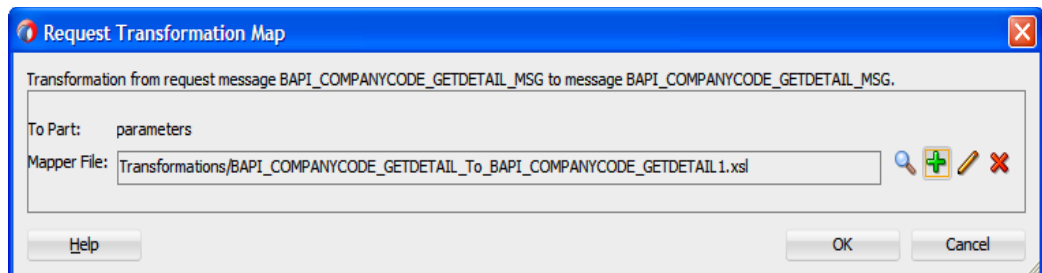 Request Transformation Map
Transformation from request message BAPI_COMPANYCODE_GETDETAIL_MSG to message BAPI_COMPANYCODE_GETDETAIL_MSG.
To Part: parameters
Mapper File: Transformations/BAPI_COMPANYCODE_GETDETAIL_To_BAPI_COMPANYCODE_GETDETAIL1.xsl
Help OK Cancel